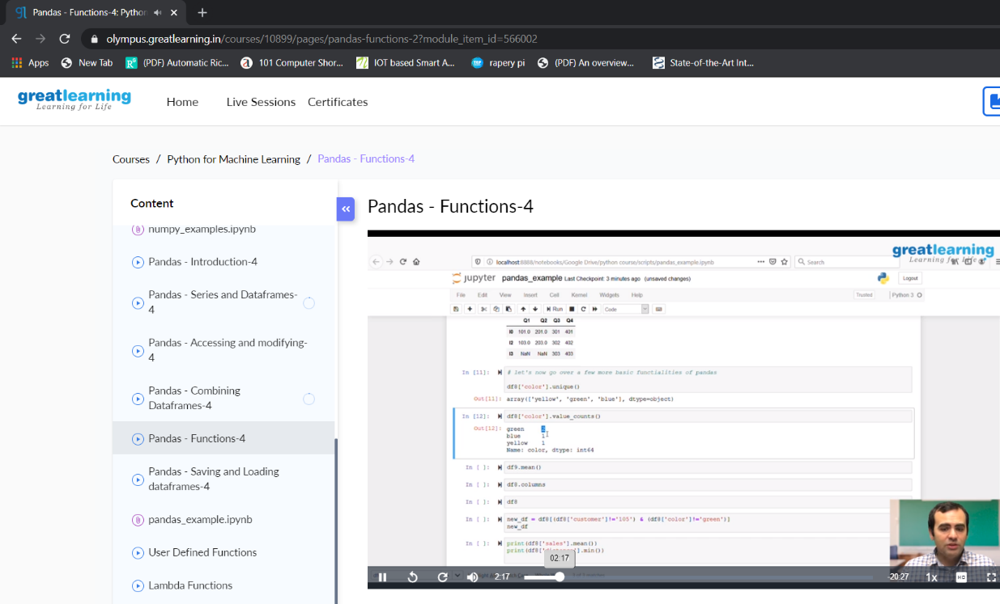 Pandas - Functions-4: Python
olympus.greatlearning.in/courses/10899/pages/pandas-functions-2?module_item_id=566002
Apps New Tab (PDF) Automatic Ric... 101 Computer Shor... IOT based Smart A... rapery pi (PDF) An overview... State-of-the-Art Int...
greatlearning
Learning for Life
Home Live Sessions Certificates
Courses / Python for Machine Learning / Pandas - Functions-4
Content
numpy_examples.ipynb
Pandas - Introduction-4
Pandas - Series and Dataframes-
4
Pandas - Accessing and modifying-
4
Pandas - Combining
Dataframes-4
Pandas - Functions-4
Pandas - Saving and Loading
dataframes-4
pandas_example.ipynb
User Defined Functions
Lambda Functions
Pandas - Functions-4
greatlearning
Learning for Life
localhost:8888/notebooks/Google Drive/python course/scripts/pandas_example.ipynb Search
jupyter pandas_example Last Checkpoint: 3 minutes ago (unsaved changes) Logout
File Edit View Insert Cell Kernel Widgets Help Trusted Python 3
Run Code
Q1 Q2 Q3 Q4
I0 101.0 201.0 301 401
I2 103.0 203.0 302 402
I3 NaN NaN 303 403
In [11]: # let's now go over a few more basic functialities of pandas
df8['color'].unique()
Out[11]: array(['yellow', 'green', 'blue'], dtype=object)
In [12]: df8['color'].value_counts()
Out[12]: green 2
blue 1
yellow 1
Name: color, dtype: int64
In [ ]: df9.mean()
In [ ]: df8.columns
In [ ]: df8
In [ ]: new_df = df8[(df8['customer']!='105') & (df8['color']!='green')]
new_df
In [ ]: print(df8['sales'].mean())
print(df8['distance'].min())
02:17
2:17 -20:27 1x HD